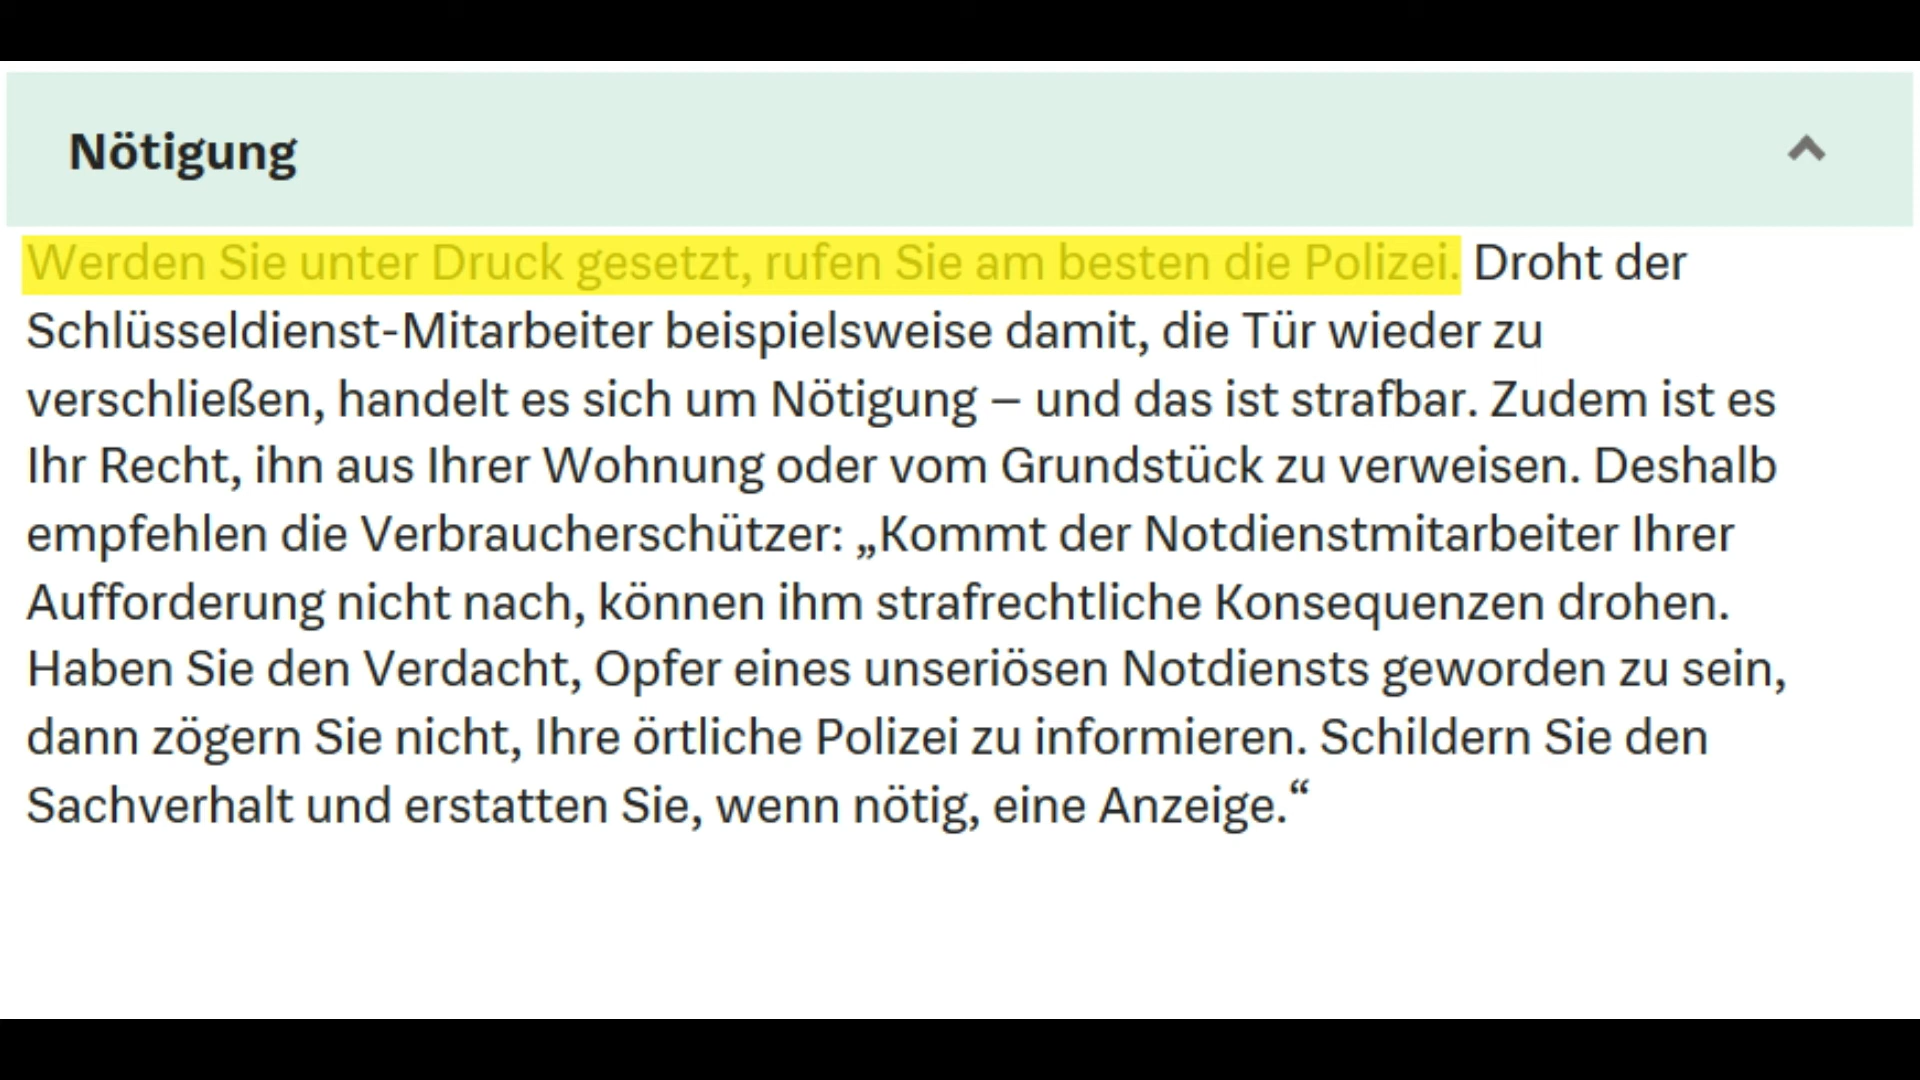 Nötigung
Werden Sie unter Druck gesetzt, rufen Sie am besten die Polizei. Droht der
Schlüsseldienst-Mitarbeiter beispielsweise damit, die Tür wieder zu
verschließen, handelt es sich um Nötigung – und das ist strafbar. Zudem ist es
Ihr Recht, ihn aus Ihrer Wohnung oder vom Grundstück zu verweisen. Deshalb
empfehlen die Verbraucherschützer: „Kommt der Notdienstmitarbeiter Ihrer
Aufforderung nicht nach, können ihm strafrechtliche Konsequenzen drohen.
Haben Sie den Verdacht, Opfer eines unseriösen Notdiensts geworden zu sein,
dann zögern Sie nicht, Ihre örtliche Polizei zu informieren. Schildern Sie den
Sachverhalt und erstatten Sie, wenn nötig, eine Anzeige.“